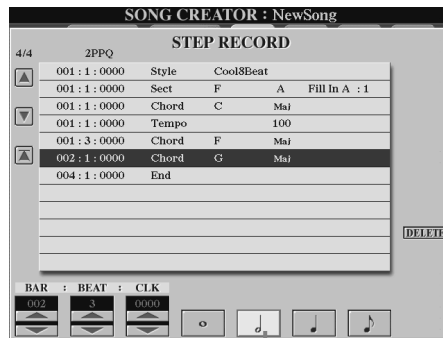 SONG CREATOR : NewSong
STEP RECORD
4/4 2PPQ
001 : 1 : 0000 Style Cool8Beat
001 : 1 : 0000 Sect F A Fill In A : 1
001 : 1 : 0000 Chord C Maj
001 : 1 : 0000 Tempo 100
001 : 3 : 0000 Chord F Maj
002 : 1 : 0000 Chord G Maj
004 : 1 : 0000 End
DELETE
BAR : BEAT : CLK
002 3 0000